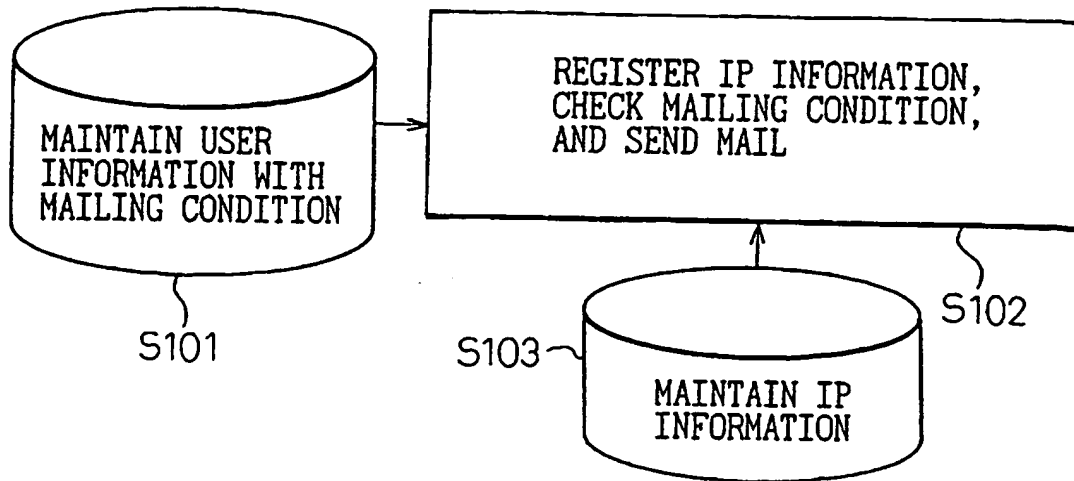 REGISTER IP INFORMATION,
CHECK MAILING CONDITION,
AND SEND MAIL
MAINTAIN USER
INFORMATION WITH
MAILING CONDITION
S101
S102
S103
MAINTAIN IP
INFORMATION